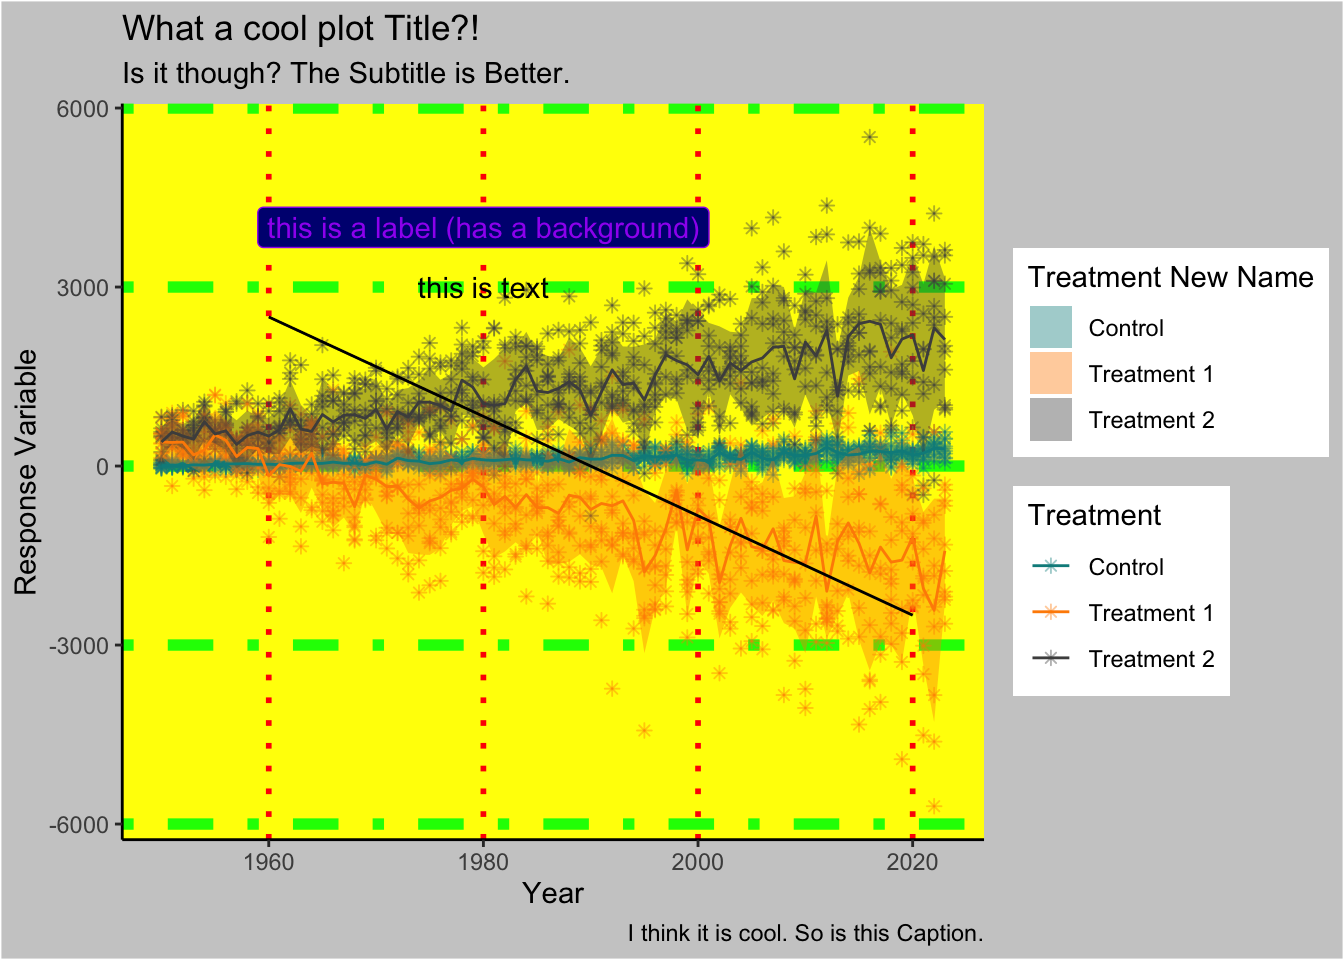 What a cool plot Title?!
Is it though? The Subtitle is Better.
6000
3000
0
-3000
-6000
Response Variable
this is a label (has a background)
this is text
1960
1980
2000
2020
Year
I think it is cool. So is this Caption.
Treatment New Name
Control
Treatment 1
Treatment 2
Treatment
Control
Treatment 1
Treatment 2